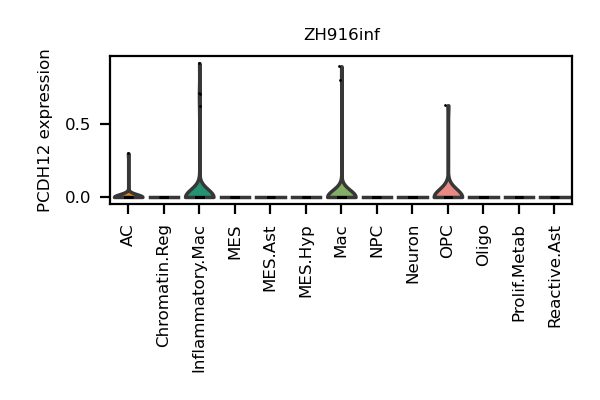 ZH916inf
PCDH12 expression
0.5
0.0
AC
Chromatin.Reg
Inflammatory.Mac
MES
MES.Ast
MES.Hyp
Mac
NPC
Neuron
OPC
Oligo
Prolif.Metab
Reactive.Ast